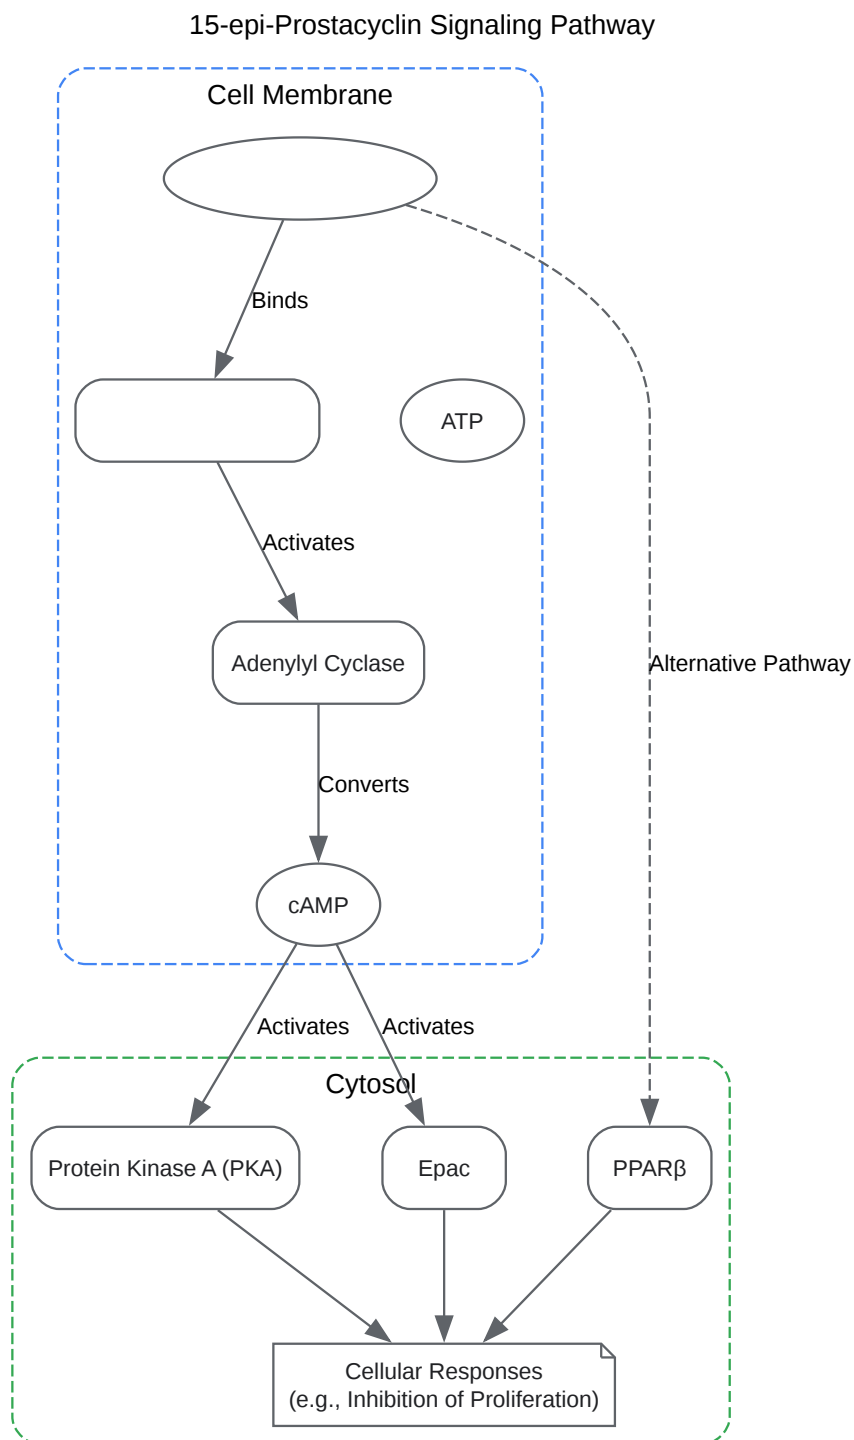 15-epi-Prostacyclin Signaling Pathway
Cell Membrane
Binds
ATP
Activates
Adenylyl Cyclase
Alternative Pathway
Converts
cAMP
Activates
Activates
Cytosol
Protein Kinase A (PKA)
Epac
PPARβ
Cellular Responses
(e.g., Inhibition of Proliferation)